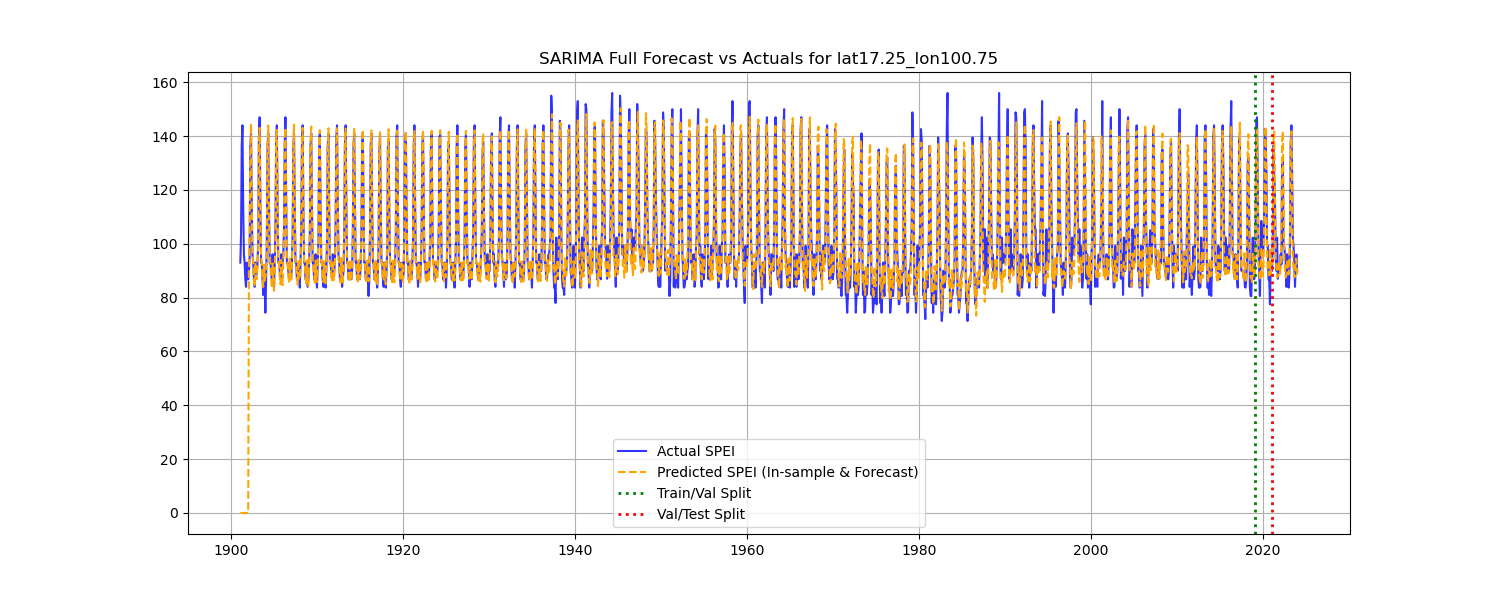 SARIMA Full Forecast vs Actuals for lat17.25_lon100.75
160
140
120
100
80
60
40
20
0
Actual SPEI
Predicted SPEI (In-sample & Forecast)
Train/Val Split
Val/Test Split
1900 1920 1940 1960 1980 2000 2020